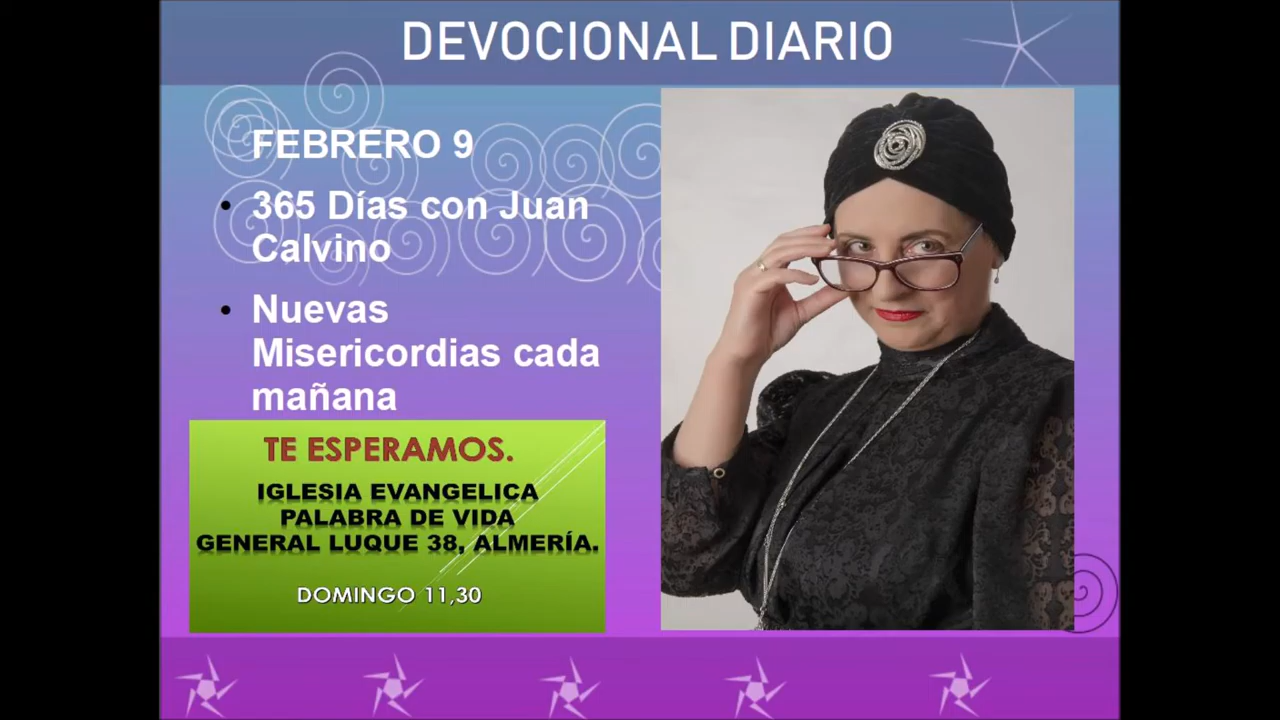 DEVOCIONAL DIARIO
FEBRERO 9
• 365 Días con Juan
Calvino
• Nuevas
Misericordias cada
mañana
TE ESPERAMOS.
IGLESIA EVANGELICA
PALABRA DE VIDA
GENERAL LUQUE 38, ALMERÍA.
DOMINGO 11,30